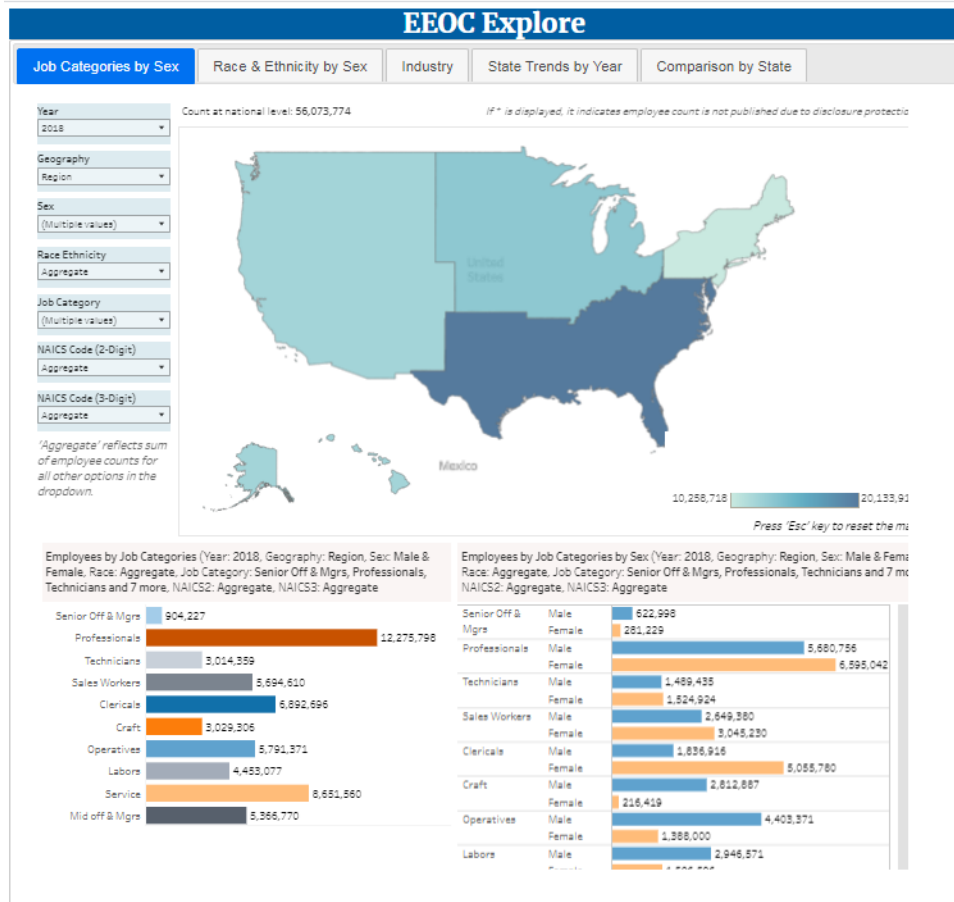 EEOC Explore
Job Categories by Sex
Race & Ethnicity by Sex
Industry
State Trends by Year
Comparison by State
Year
2018
Geography
Region
Sex
(Multiple values)
Race Ethnicity
Aggregate
Job Category
(Multiple values)
NAICS Code (2-Digit)
Aggregate
NAICS Code (3-Digit)
Aggregate
'Aggregate' reflects sum
of employee counts for
all other options in the
dropdown.
Count at national level: 56,073,774
If * is displayed, it indicates employee count is not published due to disclosure protectio
United
States
Mexico
10,258,718
20,133,91
Press 'Esc' key to reset the ma
Employees by Job Categories (Year: 2018, Geography: Region, Sex: Male &
Female, Race: Aggregate, Job Category: Senior Off & Mgrs, Professionals,
Technicians and 7 more, NAICS2: Aggregate, NAICS3: Aggregate
Senior Off & Mgrs 904,227
Professionals 12,275,798
Technicians 3,014,359
Sales Workers 5,694,610
Clericals 6,892,696
Craft 3,029,306
Operatives 5,791,371
Labors 4,453,077
Service 8,651,560
Mid off & Mgrs 5,366,770
Employees by Job Categories by Sex (Year: 2018, Geography: Region, Sex: Male & Fema
Race: Aggregate, Job Category: Senior Off & Mgrs, Professionals, Technicians and 7 mo
NAICS2: Aggregate, NAICS3: Aggregate
Senior Off & Male 622,998
Mgrs Female 281,229
Professionals Male 5,680,756
Female 6,595,042
Technicians Male 1,489,435
Female 1,524,924
Sales Workers Male 2,649,380
Female 3,045,230
Clericals Male 1,836,916
Female 5,055,780
Craft Male 2,812,887
Female 216,419
Operatives Male 4,403,371
Female 1,388,000
Labors Male 2,946,571